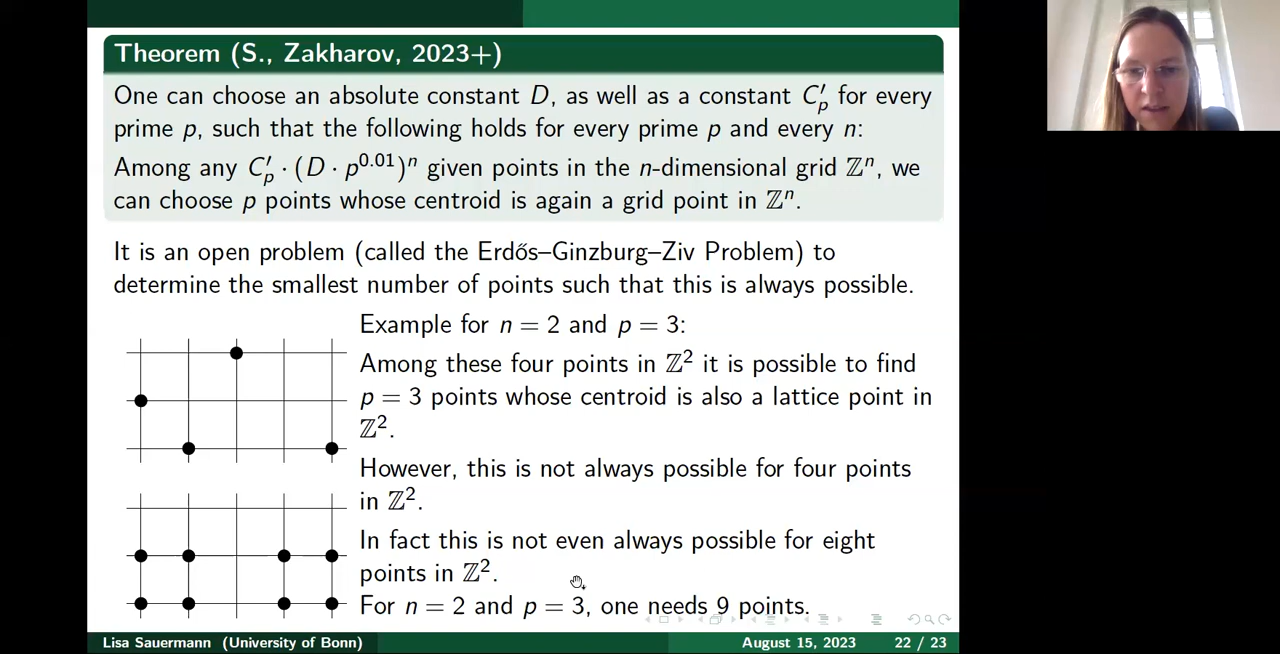 Theorem (S., Zakharov, 2023+)
One can choose an absolute constant D, as well as a constant C′ₚ for every
prime p, such that the following holds for every prime p and every n:
Among any C′ₚ · (D · p⁰·⁰¹)ⁿ given points in the n-dimensional grid ℤⁿ, we
can choose p points whose centroid is again a grid point in ℤⁿ.
It is an open problem (called the Erdős–Ginzburg–Ziv Problem) to
determine the smallest number of points such that this is always possible.
Example for n = 2 and p = 3:
Among these four points in ℤ² it is possible to find
p = 3 points whose centroid is also a lattice point in
ℤ².
However, this is not always possible for four points
in ℤ².
In fact this is not even always possible for eight
points in ℤ².
For n = 2 and p = 3, one needs 9 points.
Lisa Sauermann (University of Bonn) August 15, 2023 22 / 23